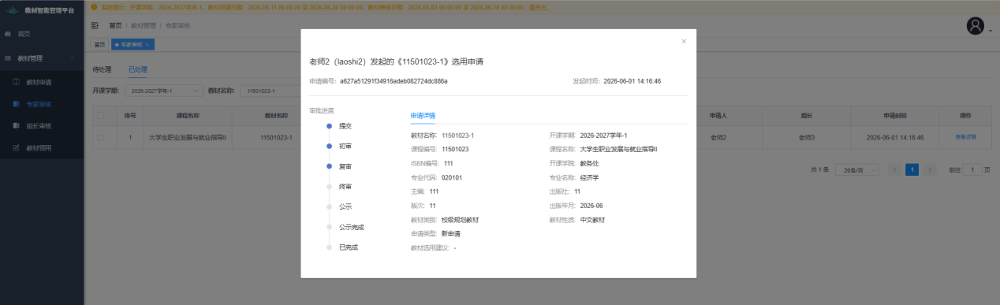 教材智能管理平台
系统提示：开课学期：2026-2027学年-1，教材申请日期：2026-05-11 00:00:00 至 2026-06-30 00:00:00，教材审核日期：2026-05-03 00:00:00 至 2026-06-10 00:00:00，请关注。
首页
教材管理
教材申请
专家审核
组长审核
教材领用
首页 / 教材管理 / 专家审核
首页
专家审核 ×
待处理 已处理
开课学期: 2026-2027学年-1 教材名称: 11501023-1
序号 课程名称 教材名称 申请人 组长 申请时间 操作
1 大学生职业发展与就业指导II 11501023-1 老师2 老师3 2026-06-01 14:16:46 查看详情
共 1 条 20条/页 1 前往 1 页
×
老师2（laoshi2）发起的《11501023-1》选用申请
申请编号: a627a51291f34916adeb082724dc886a 发起时间: 2026-06-01 14:16:46
审批进度
提交
初审
复审
终审
公示
公示完成
已完成
申请详情
教材名称: 11501023-1 开课学期: 2026-2027学年-1
课程编号: 11501023 课程名称: 大学生职业发展与就业指导II
ISBN编号: 111 开课学院: 教务处
专业代码: 020101 专业名称: 经济学
主编: 111 出版社: 11
版次: 11 出版年月: 2026-06
教材类别: 校级规划教材 教材性质: 中文教材
申请类型: 新申请
教材选用建议: -